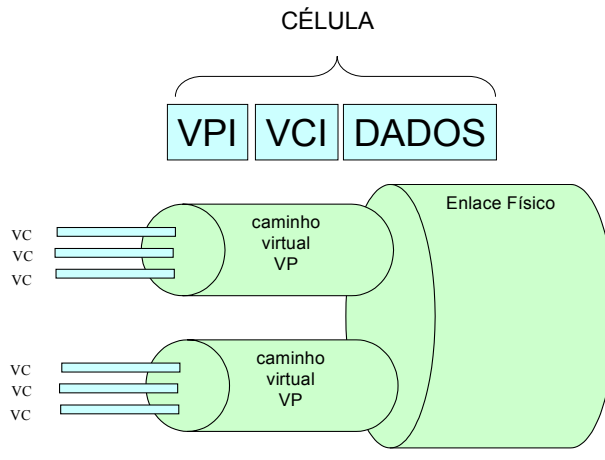 CÉLULA
VPI VCI DADOS
Enlace Físico
caminho
virtual
VP
VC
VC
VC
caminho
virtual
VP
VC
VC
VC